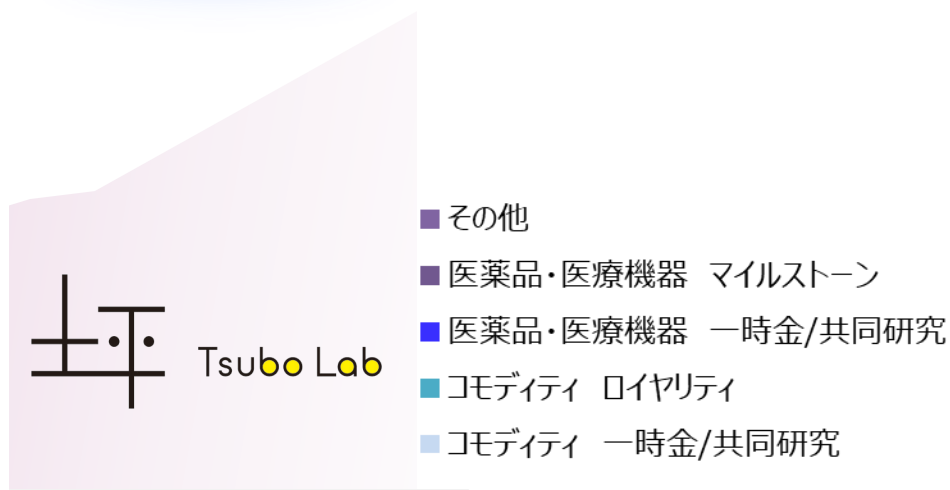 その他
医薬品・医療機器　マイルストーン
医薬品・医療機器　一時金/共同研究
コモディティ　ロイヤリティ
コモディティ　一時金/共同研究
坪 Tsubo Lab